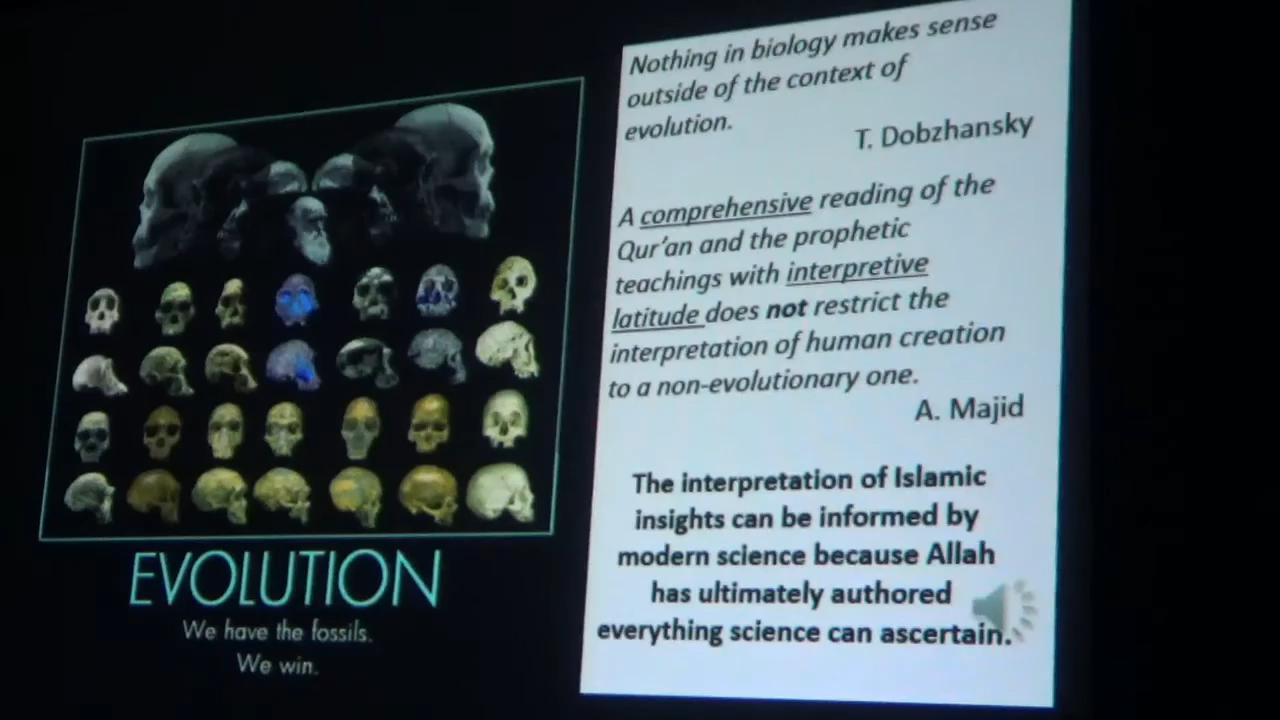 EVOLUTION
We have the fossils.
We win.
Nothing in biology makes sense
outside of the context of
evolution.
T. Dobzhansky
A comprehensive reading of the
Qur'an and the prophetic
teachings with interpretive
latitude does not restrict the
interpretation of human creation
to a non-evolutionary one.
A. Majid
The interpretation of Islamic
insights can be informed by
modern science because Allah
has ultimately authored
everything science can ascertain.